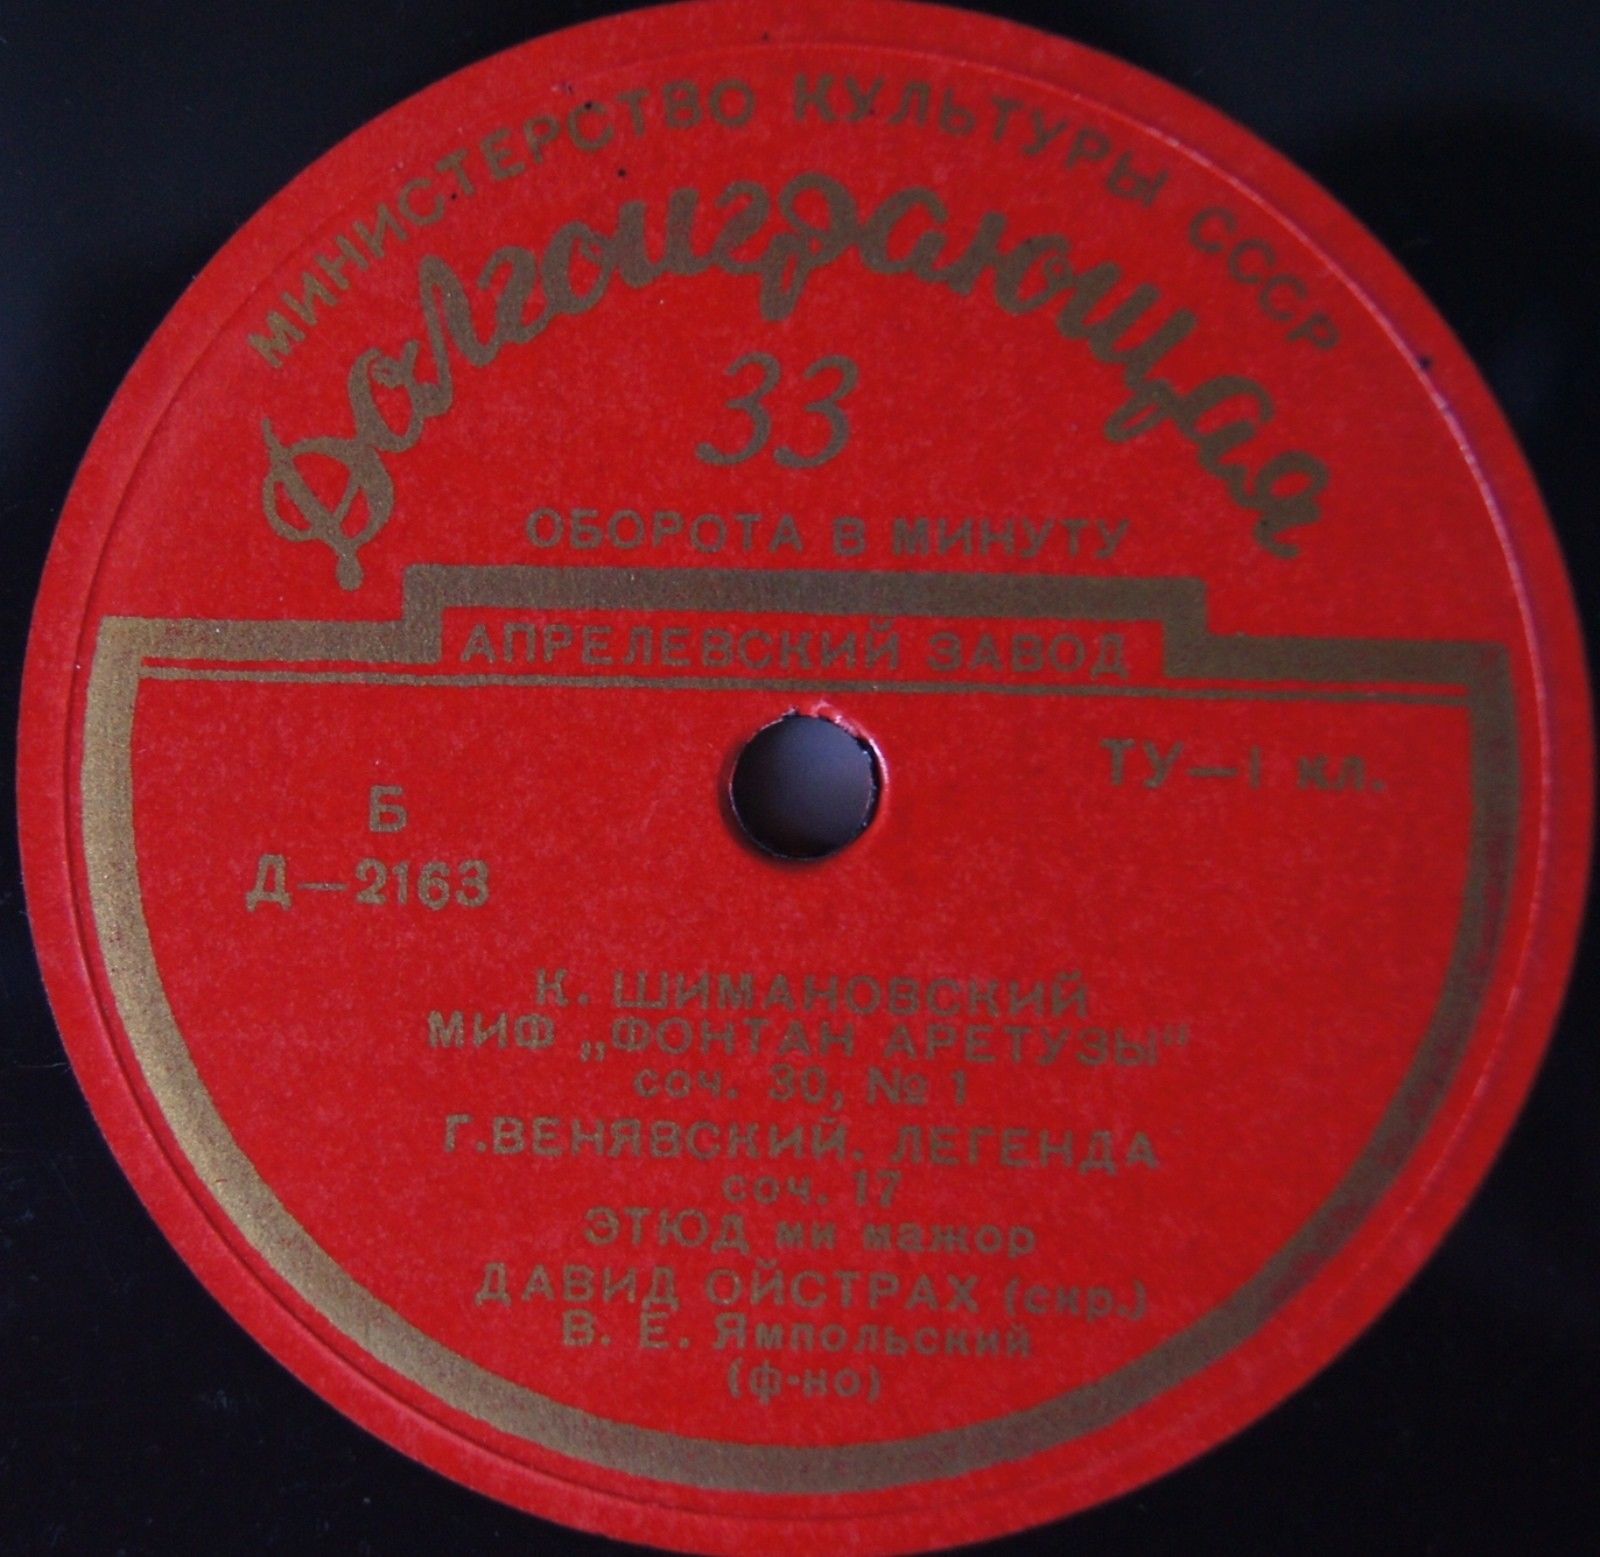 МИНИСТЕРСТВО КУЛЬТУРЫ СССР
Долгоиграющая
33
ОБОРОТА В МИНУТУ
АПРЕЛЕВСКИЙ ЗАВОД
ТУ—I кл.
Б
Д—2163
К. ШИМАНОВСКИЙ
МИФ „ФОНТАН АРЕТУЗЫ“
соч. 30, № 1
Г.ВЕНЯВСКИЙ. ЛЕГЕНДА
соч. 17
ЭТЮД ми мажор
ДАВИД ОЙСТРАХ (скр.)
В. Е. Ямпольский
(ф-но)